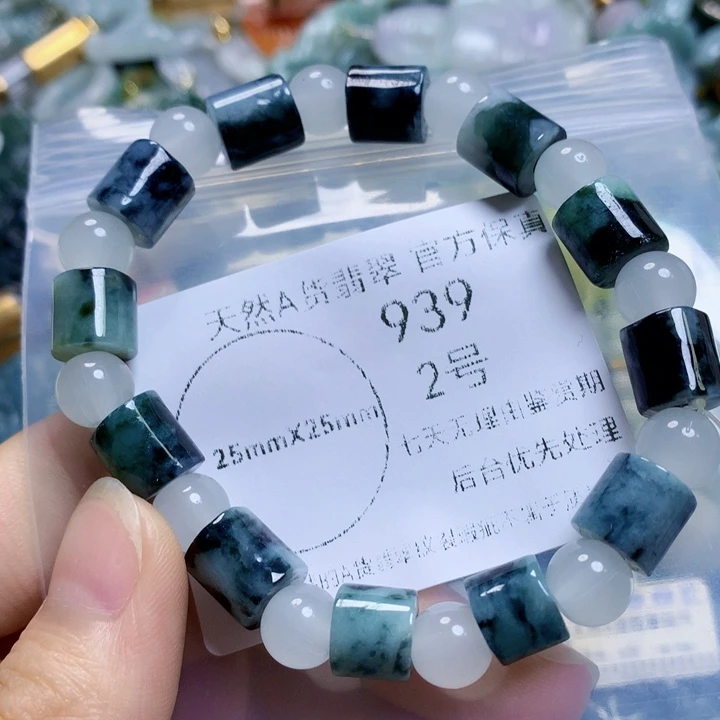 天然A货翡翠 官方保真
939
2号
25mmX25mm
七天无理由鉴赏期
后台优先处理